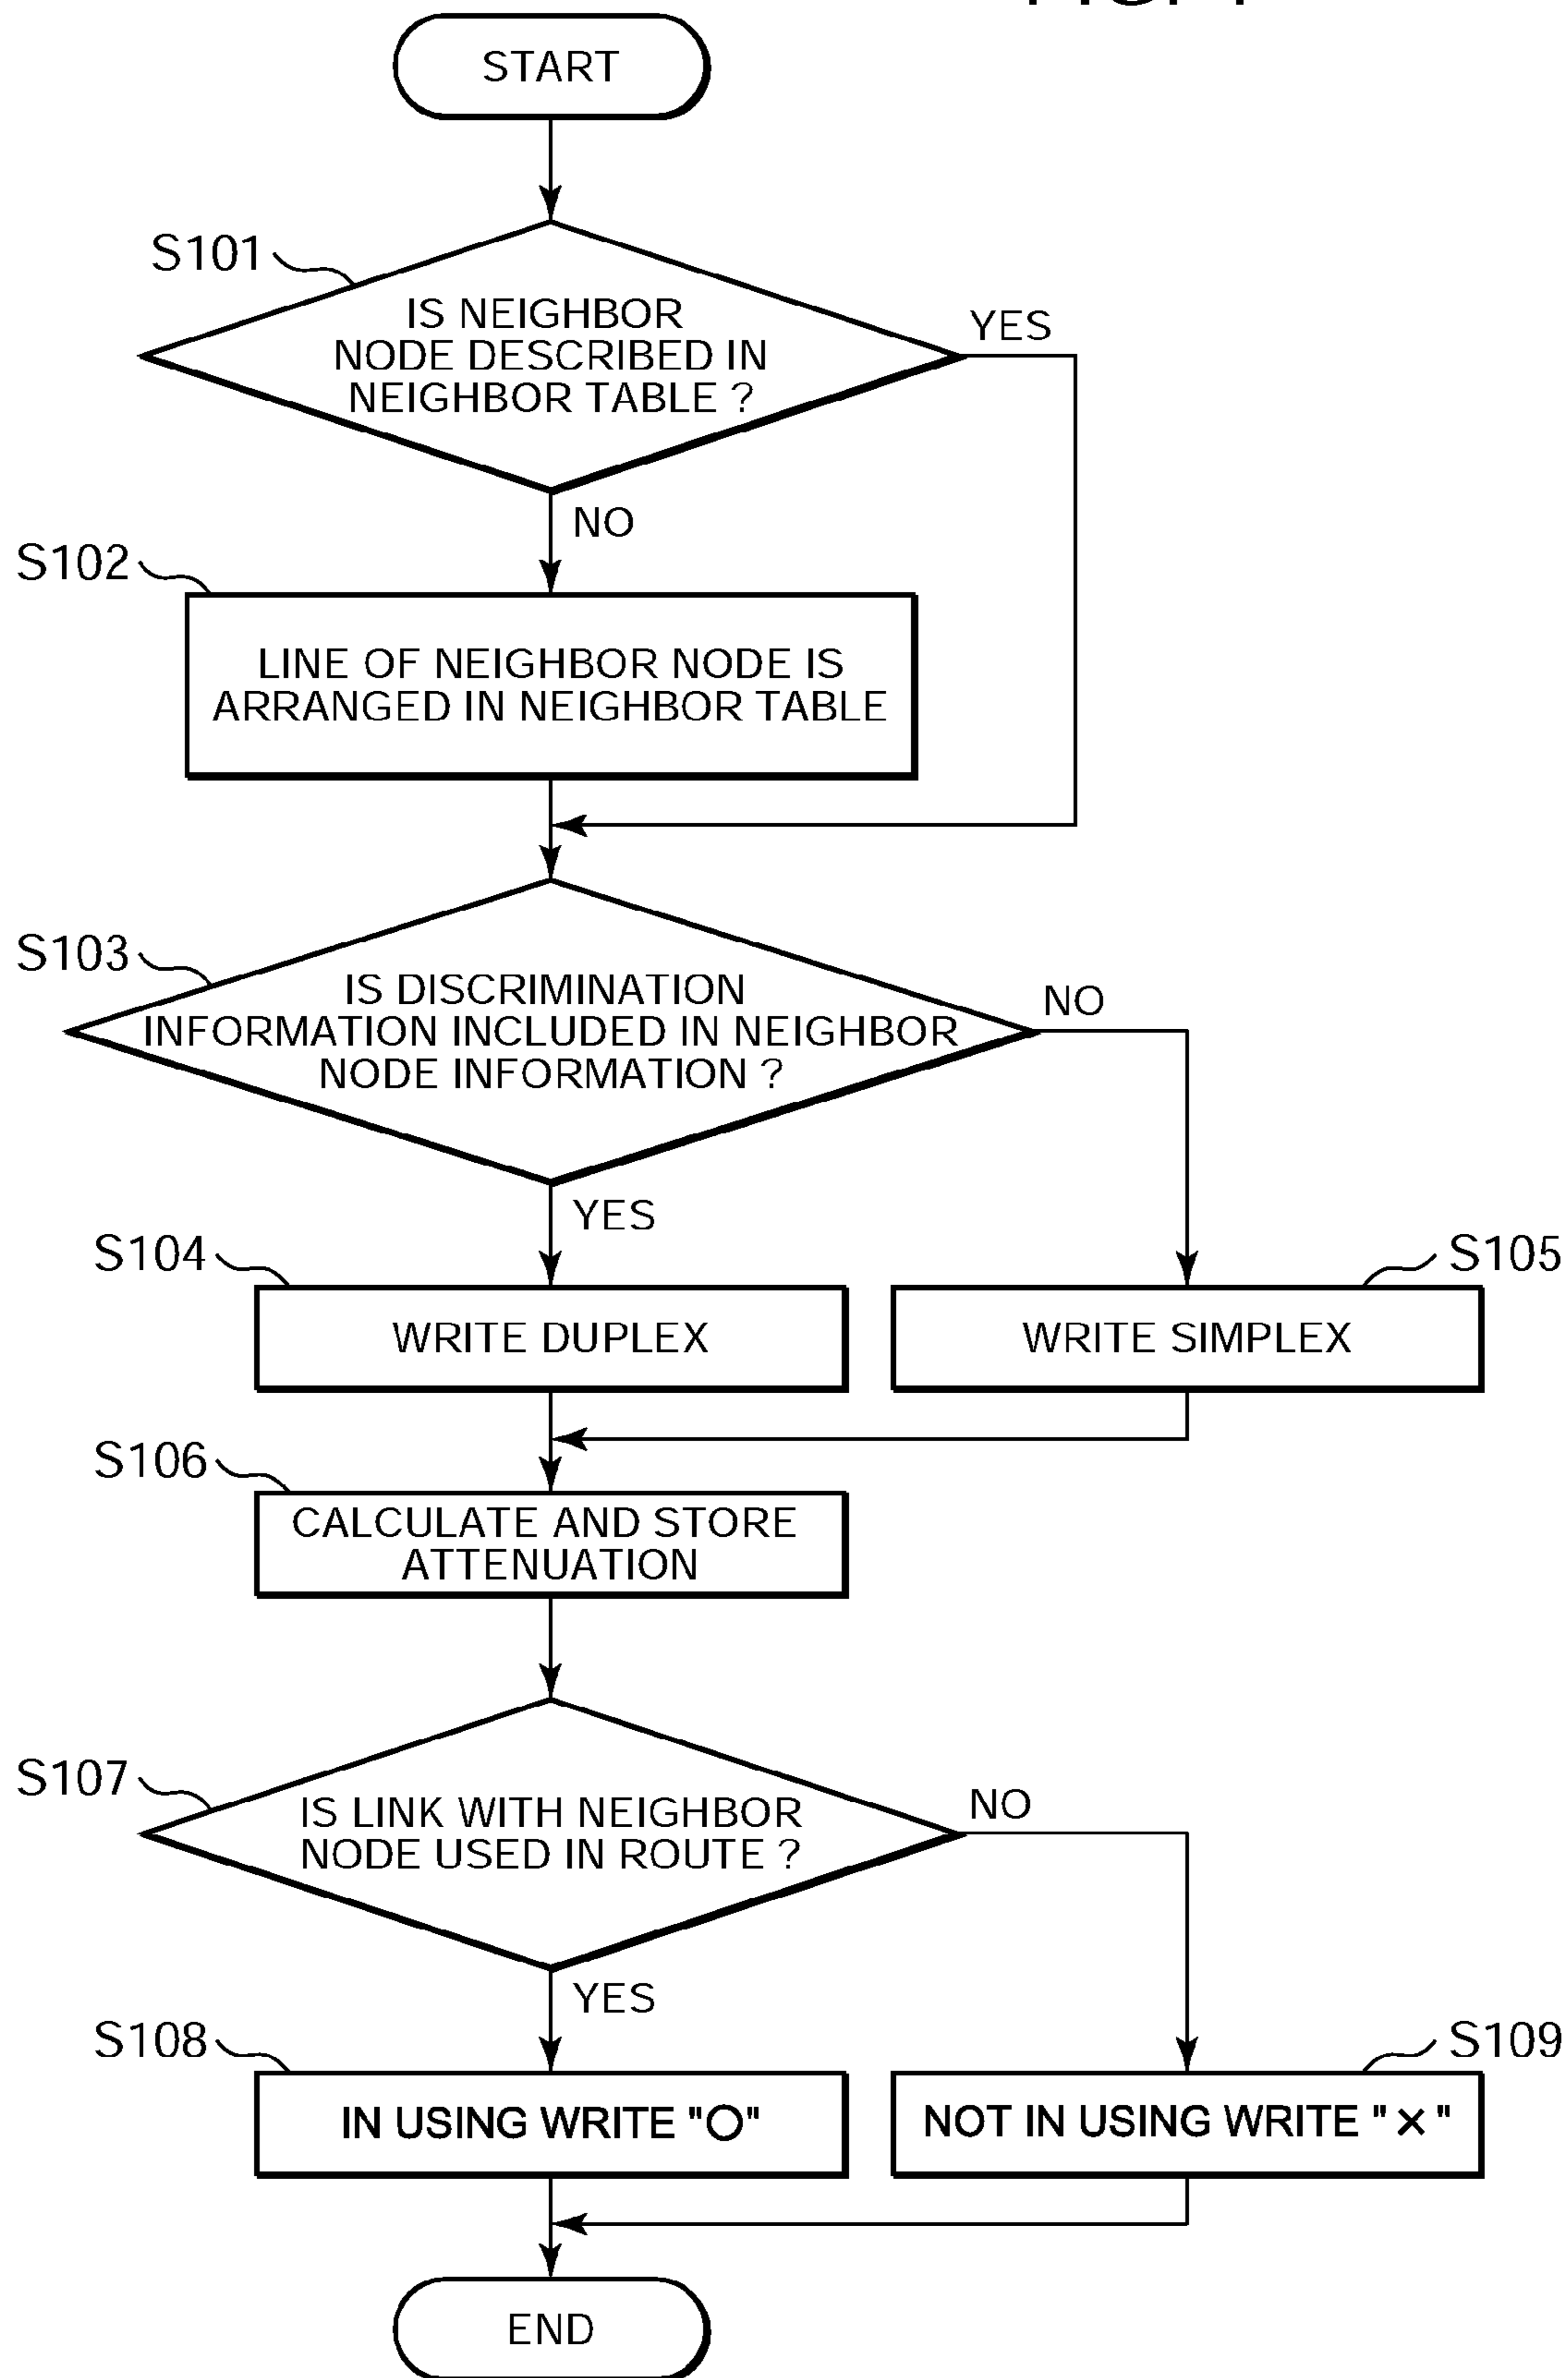 START
S101
IS NEIGHBOR
NODE DESCRIBED IN
NEIGHBOR TABLE ?
YES
NO
S102
LINE OF NEIGHBOR NODE IS
ARRANGED IN NEIGHBOR TABLE
S103
IS DISCRIMINATION
INFORMATION INCLUDED IN NEIGHBOR
NODE INFORMATION ?
NO
YES
S104
WRITE DUPLEX
S105
WRITE SIMPLEX
S106
CALCULATE AND STORE
ATTENUATION
S107
IS LINK WITH NEIGHBOR
NODE USED IN ROUTE ?
NO
YES
S108
IN USING WRITE "○"
S109
NOT IN USING WRITE " × "
END